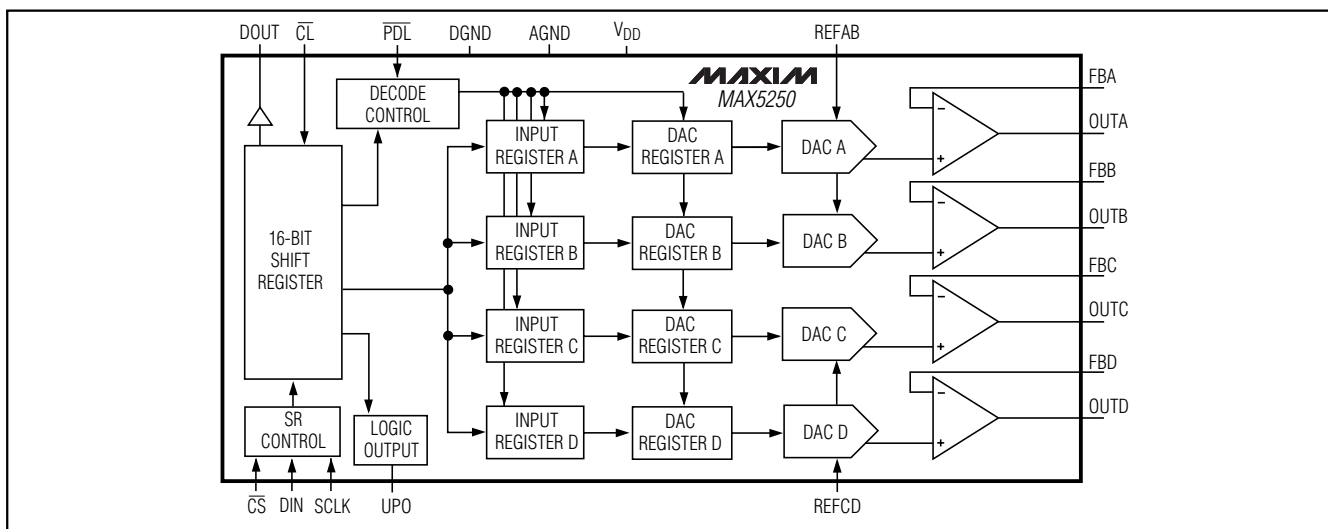 DOUT CL PDL DGND AGND VDD REFAB
MAXIM
MAX5250
FBA
DECODE
CONTROL
OUTA
INPUT
REGISTER A
DAC
REGISTER A
DAC A
− +
FBB
16-BIT
SHIFT
REGISTER
INPUT
REGISTER B
DAC
REGISTER B
DAC B
− +
OUTB
FBC
INPUT
REGISTER C
DAC
REGISTER C
DAC C
− +
OUTC
FBD
SR
CONTROL
LOGIC
OUTPUT
INPUT
REGISTER D
DAC
REGISTER D
DAC D
− +
OUTD
CS DIN SCLK UPO REFCD